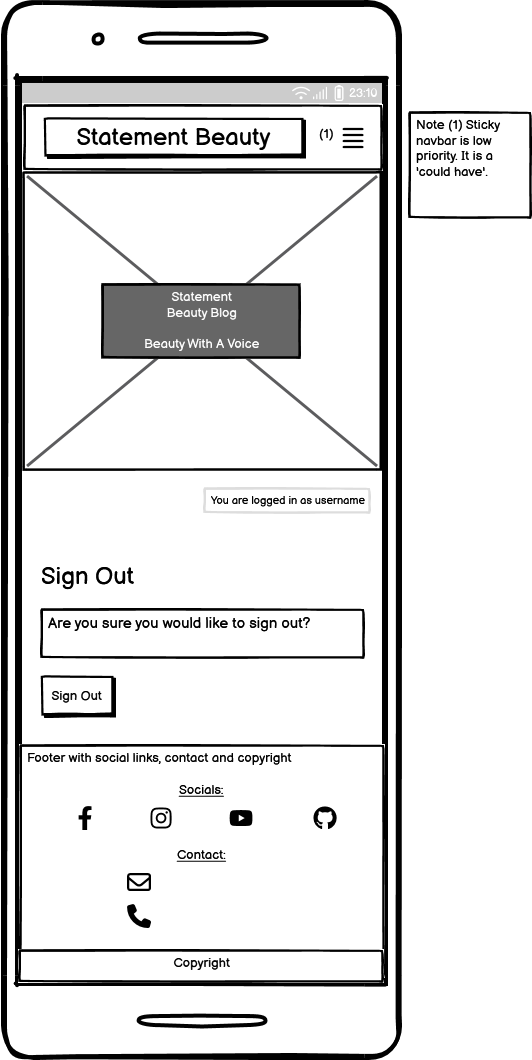 23:10
Statement Beauty
(1)
Note (1) Sticky
navbar is low
priority. It is a
'could have'.
Statement
Beauty Blog
Beauty With A Voice
You are logged in as username
Sign Out
Are you sure you would like to sign out?
Sign Out
Footer with social links, contact and copyright
Socials:
Contact:
Copyright